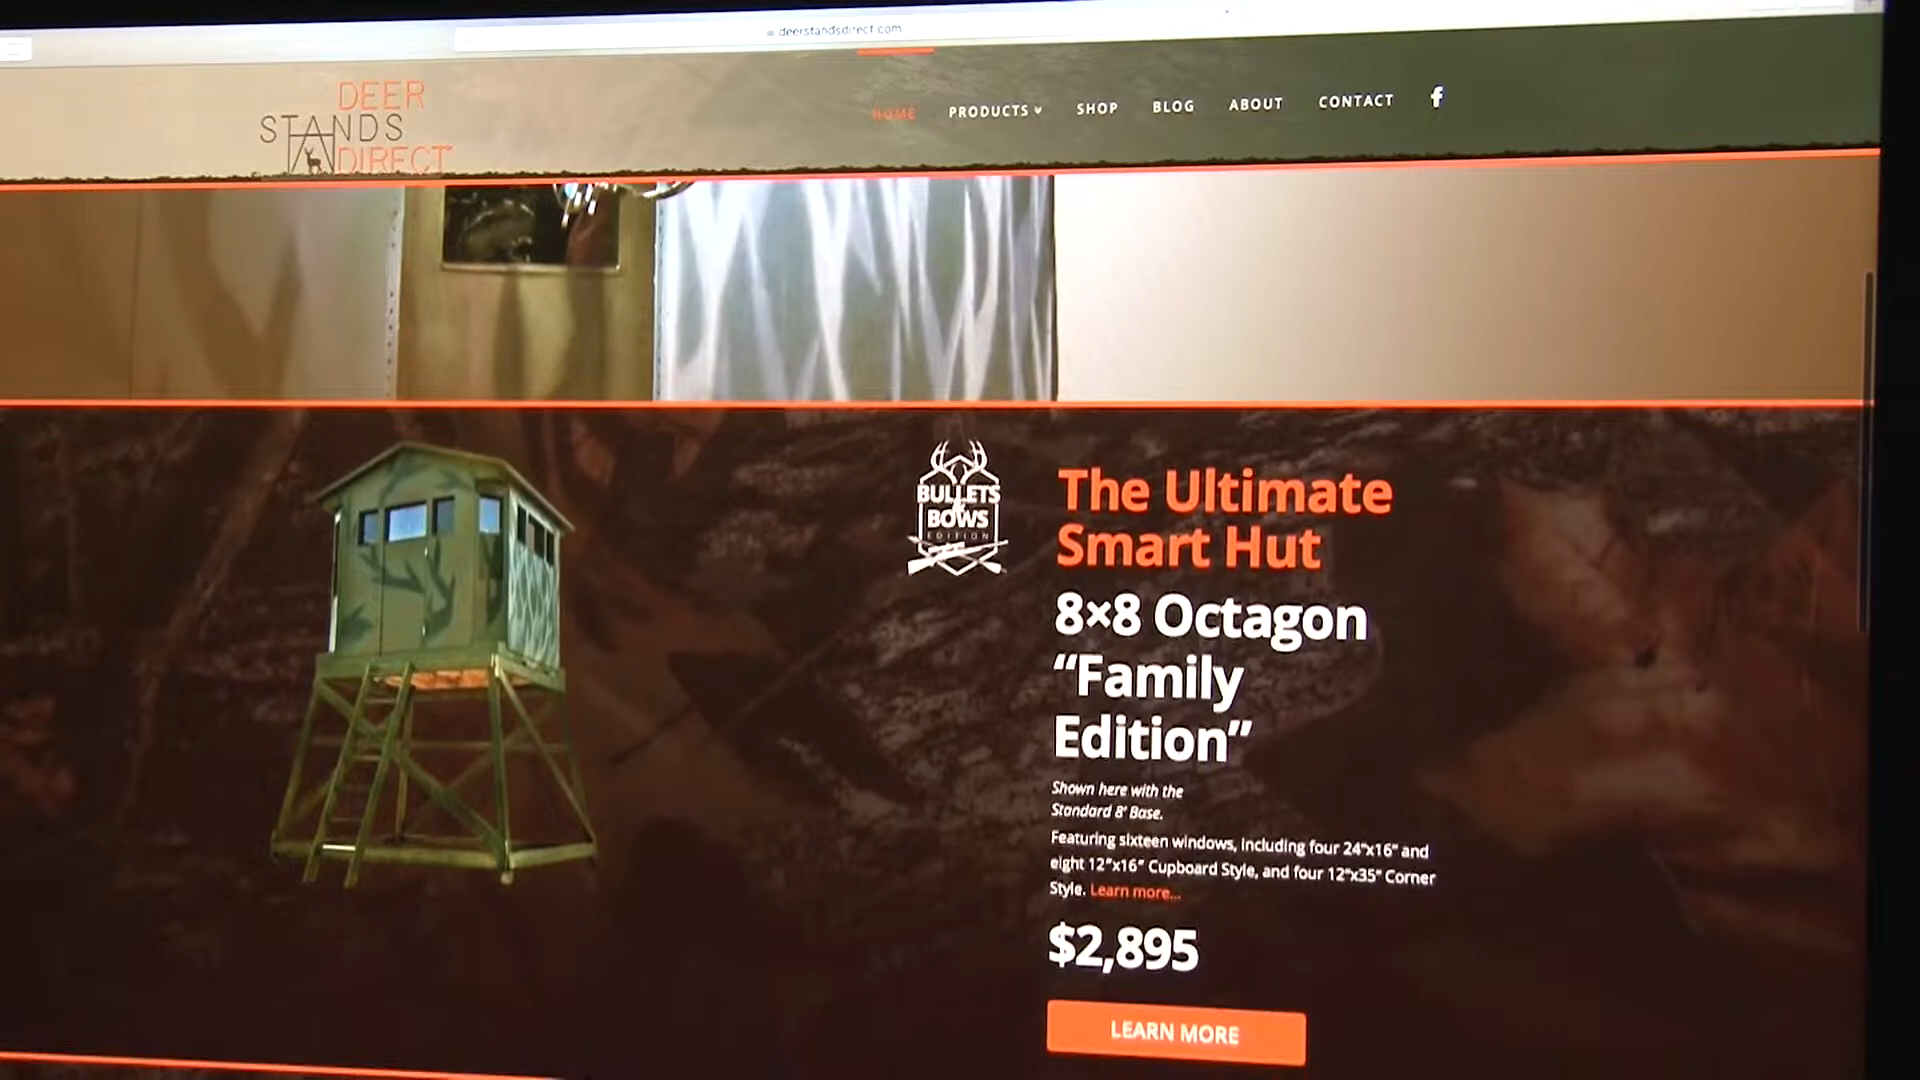 deerstandsdirect.com
DEER
STANDS
DIRECT
HOME PRODUCTS SHOP BLOG ABOUT CONTACT f
BULLETS
&
BOWS
EDITION
The Ultimate
Smart Hut
8×8 Octagon
“Family
Edition”
Shown here with the
Standard 8' Base.
Featuring sixteen windows, including four 24"x16" and
eight 12"x16" Cupboard Style, and four 12"x35" Corner
Style. Learn more...
$2,895
LEARN MORE